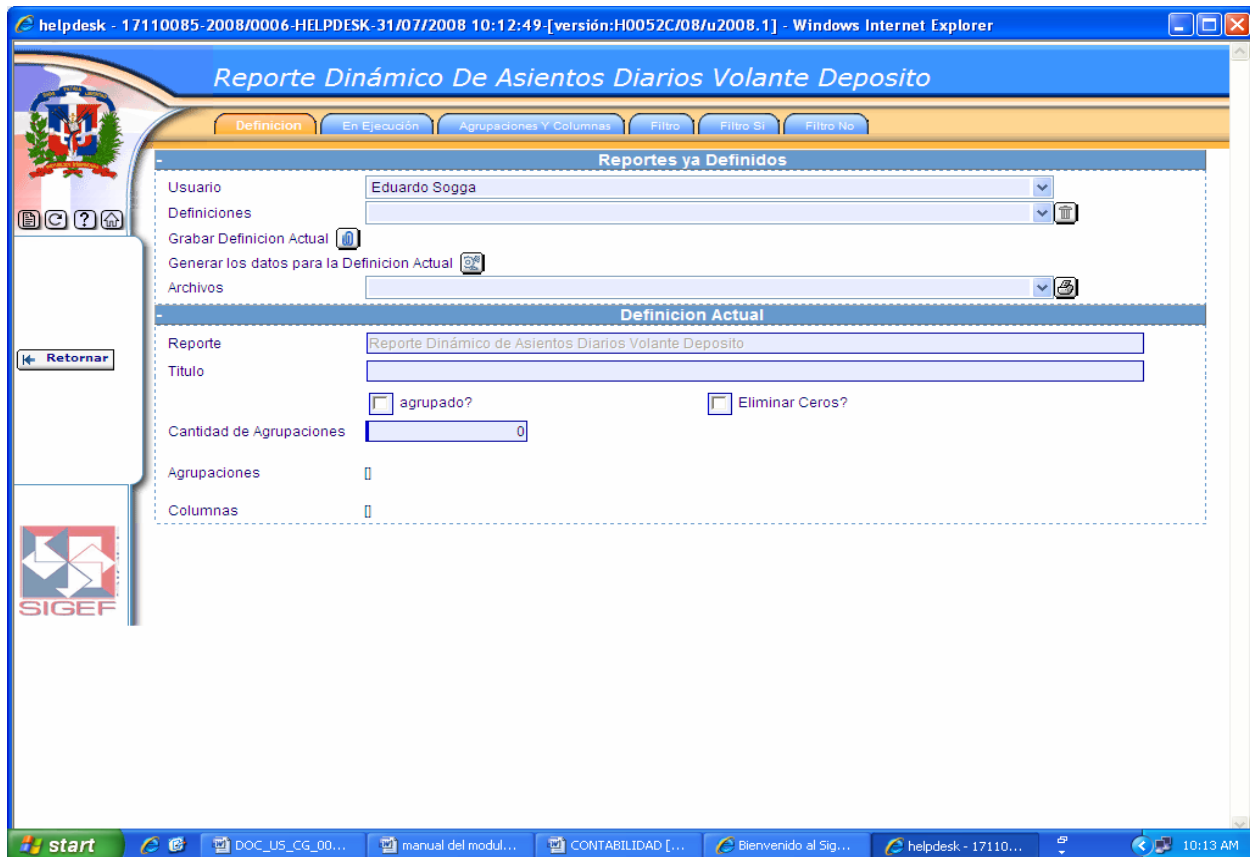 helpdesk - 17110085-2008/0006-HELPDESK-31/07/2008 10:12:49-[versión:H0052C/08/u2008.1] - Windows Internet Explorer
Reporte Dinámico De Asientos Diarios Volante Deposito
Definicion En Ejecución Agrupaciones Y Columnas Filtro Filtro Si Filtro No
- Reportes ya Definidos
Usuario Eduardo Sogga
Definiciones
Grabar Definicion Actual
Generar los datos para la Definicion Actual
Archivos
- Definicion Actual
Reporte Reporte Dinámico de Asientos Diarios Volante Deposito
Retornar
Titulo
agrupado? Eliminar Ceros?
Cantidad de Agrupaciones 0
Agrupaciones []
Columnas []
SIGEF
start DOC_US_CG_00... manual del modul... CONTABILIDAD [... Bienvenido al Sig... helpdesk - 17110... 10:13 AM